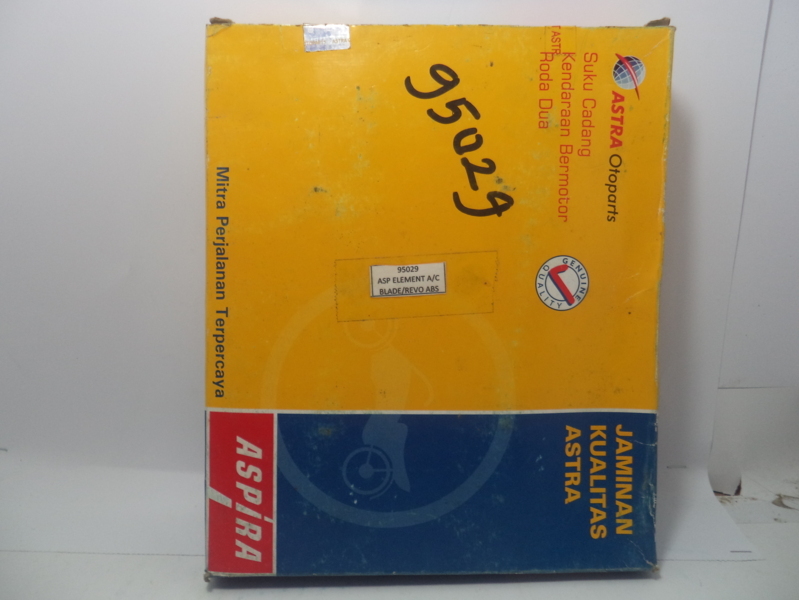 ASTRA Otoparts
Suku Cadang
Kendaraan Bermotor
Roda Dua
ASTR
95029
GENUINE
QUALITY
95029
ASP ELEMENT A/C
BLADE/REVO ABS
Mitra Perjalanan Terpercaya
JAMINAN
KUALITAS
ASTRA
ASPIRA